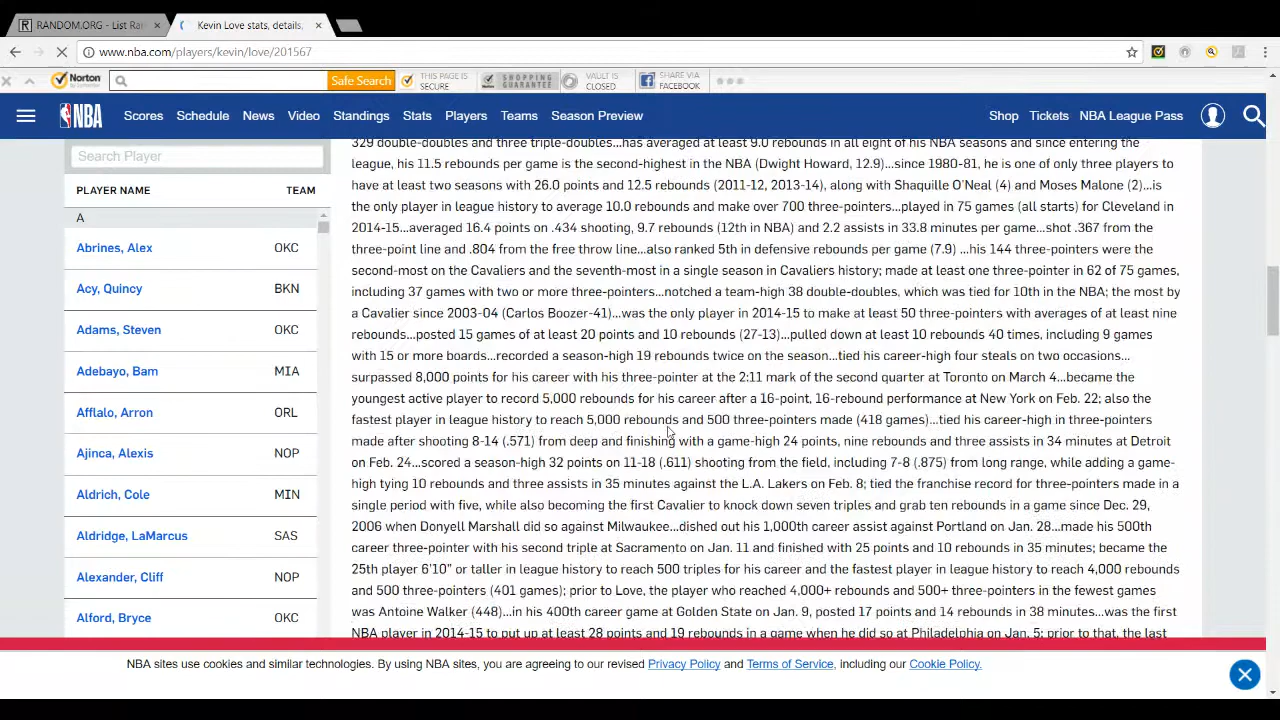 RANDOM.ORG - List Ra
Kevin Love stats, details,
www.nba.com/players/kevin/love/201567
Norton
Safe Search
THIS PAGE IS
SECURE
SHOPPING
GUARANTEE
VAULT IS
CLOSED
SHARE VIA
FACEBOOK
NBA
Scores
Schedule
News
Video
Standings
Stats
Players
Teams
Season Preview
Shop
Tickets
NBA League Pass
Search Player
PLAYER NAME
TEAM
A
Abrines, Alex
OKC
Acy, Quincy
BKN
Adams, Steven
OKC
Adebayo, Bam
MIA
Afflalo, Arron
ORL
Ajinca, Alexis
NOP
Aldrich, Cole
MIN
Aldridge, LaMarcus
SAS
Alexander, Cliff
NOP
Alford, Bryce
OKC
329 double-doubles and three triple-doubles...has averaged at least 9.0 rebounds in all eight of his NBA seasons and since entering the
league, his 11.5 rebounds per game is the second-highest in the NBA (Dwight Howard, 12.9)...since 1980-81, he is one of only three players to
have at least two seasons with 26.0 points and 12.5 rebounds (2011-12, 2013-14), along with Shaquille O'Neal (4) and Moses Malone (2)...is
the only player in league history to average 10.0 rebounds and make over 700 three-pointers...played in 75 games (all starts) for Cleveland in
2014-15...averaged 16.4 points on .434 shooting, 9.7 rebounds (12th in NBA) and 2.2 assists in 33.8 minutes per game...shot .367 from the
three-point line and .804 from the free throw line...also ranked 5th in defensive rebounds per game (7.9) ...his 144 three-pointers were the
second-most on the Cavaliers and the seventh-most in a single season in Cavaliers history; made at least one three-pointer in 62 of 75 games,
including 37 games with two or more three-pointers...notched a team-high 38 double-doubles, which was tied for 10th in the NBA; the most by
a Cavalier since 2003-04 (Carlos Boozer-41)...was the only player in 2014-15 to make at least 50 three-pointers with averages of at least nine
rebounds...posted 15 games of at least 20 points and 10 rebounds (27-13)...pulled down at least 10 rebounds 40 times, including 9 games
with 15 or more boards...recorded a season-high 19 rebounds twice on the season...tied his career-high four steals on two occasions...
surpassed 8,000 points for his career with his three-pointer at the 2:11 mark of the second quarter at Toronto on March 4...became the
youngest active player to record 5,000 rebounds for his career after a 16-point, 16-rebound performance at New York on Feb. 22; also the
fastest player in league history to reach 5,000 rebounds and 500 three-pointers made (418 games)...tied his career-high in three-pointers
made after shooting 8-14 (.571) from deep and finishing with a game-high 24 points, nine rebounds and three assists in 34 minutes at Detroit
on Feb. 24...scored a season-high 32 points on 11-18 (.611) shooting from the field, including 7-8 (.875) from long range, while adding a game-
high tying 10 rebounds and three assists in 35 minutes against the L.A. Lakers on Feb. 8; tied the franchise record for three-pointers made in a
single period with five, while also becoming the first Cavalier to knock down seven triples and grab ten rebounds in a game since Dec. 29,
2006 when Donyell Marshall did so against Milwaukee...dished out his 1,000th career assist against Portland on Jan. 28...made his 500th
career three-pointer with his second triple at Sacramento on Jan. 11 and finished with 25 points and 10 rebounds in 35 minutes; became the
25th player 6'10" or taller in league history to reach 500 triples for his career and the fastest player in league history to reach 4,000 rebounds
and 500 three-pointers (401 games); prior to Love, the player who reached 4,000+ rebounds and 500+ three-pointers in the fewest games
was Antoine Walker (448)...in his 400th career game at Golden State on Jan. 9, posted 17 points and 14 rebounds in 38 minutes...was the first
NBA player in 2014-15 to put up at least 28 points and 19 rebounds in a game when he did so at Philadelphia on Jan. 5; prior to that, the last
NBA sites use cookies and similar technologies. By using NBA sites, you are agreeing to our revised Privacy Policy and Terms of Service, including our Cookie Policy.